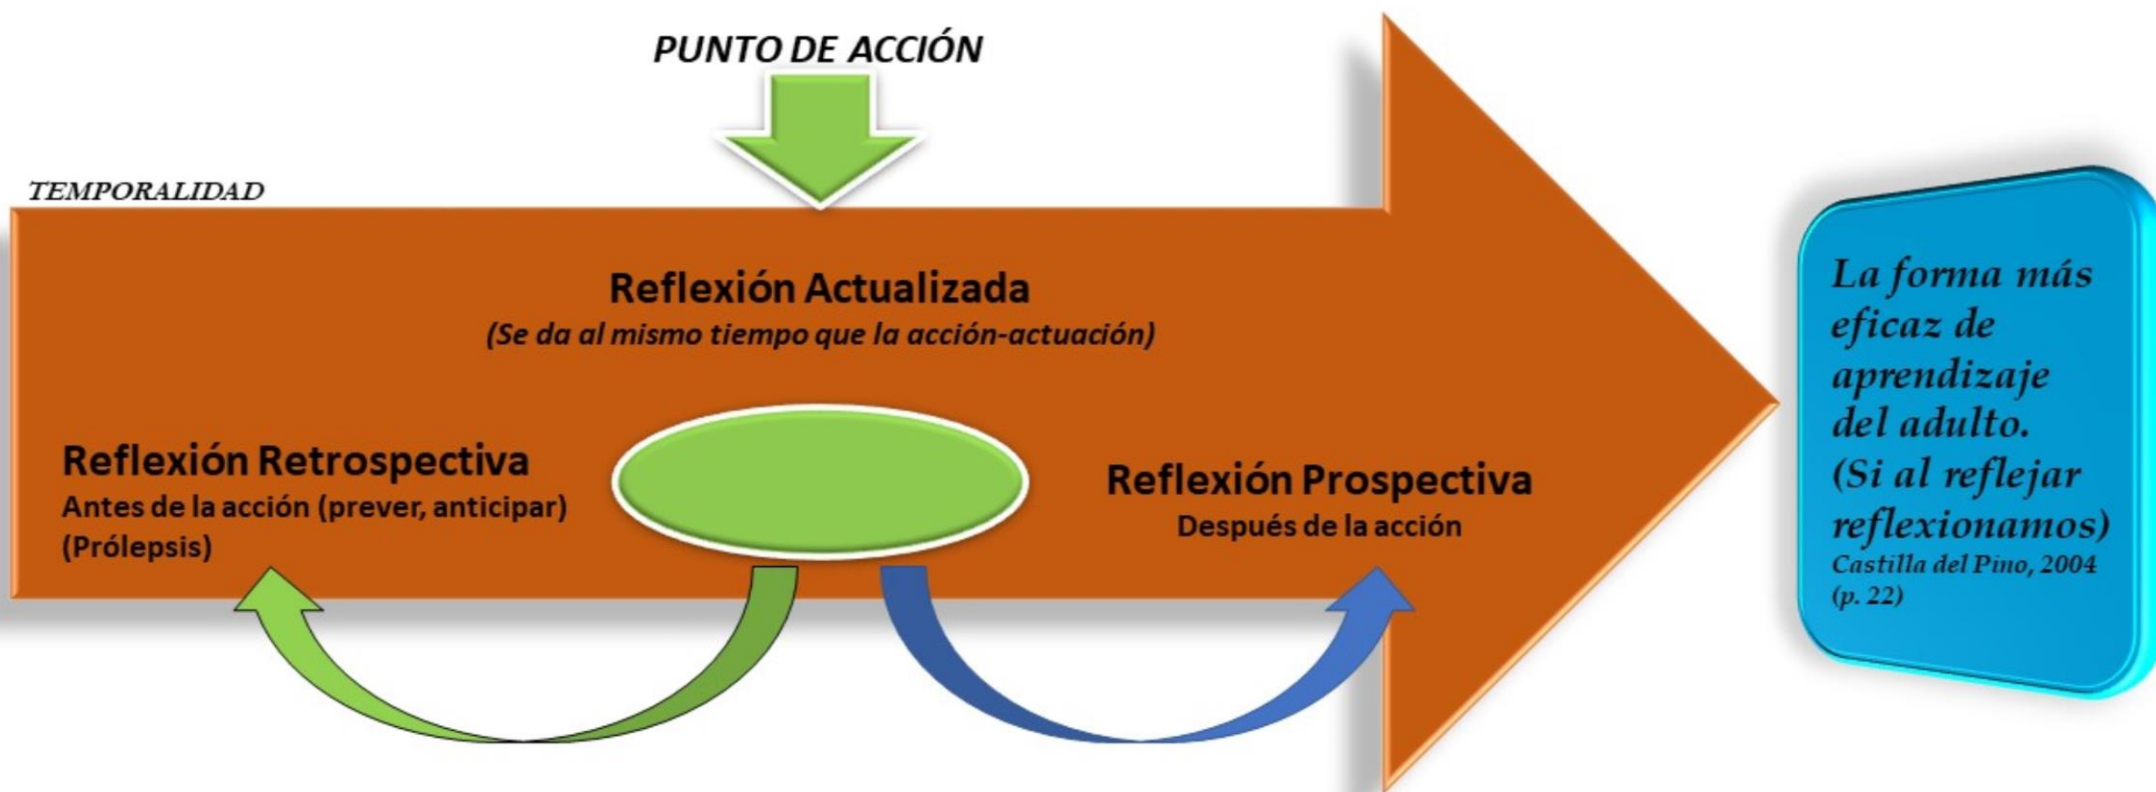 PUNTO DE ACCIÓN
TEMPORALIDAD
Reflexión Actualizada
(Se da al mismo tiempo que la acción-actuación)
Reflexión Retrospectiva
Antes de la acción (prever, anticipar)
(Prólepsis)
Reflexión Prospectiva
Después de la acción
La forma más
eficaz de
aprendizaje
del adulto.
(Si al reflejar
reflexionamos)
Castilla del Pino, 2004
(p. 22)